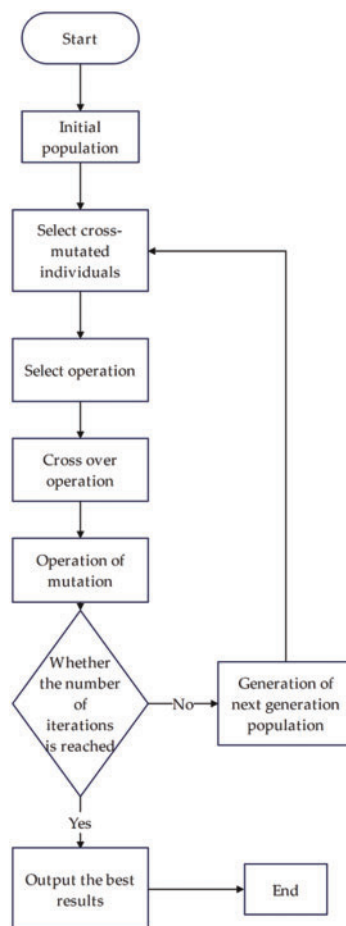 Start
Initial
population
Select cross-
mutated
individuals
Select operation
Cross over
operation
Operation of
mutation
Whether
the number
of
iterations
is reached
No
Generation of
next generation
population
Yes
Output the best
results
End